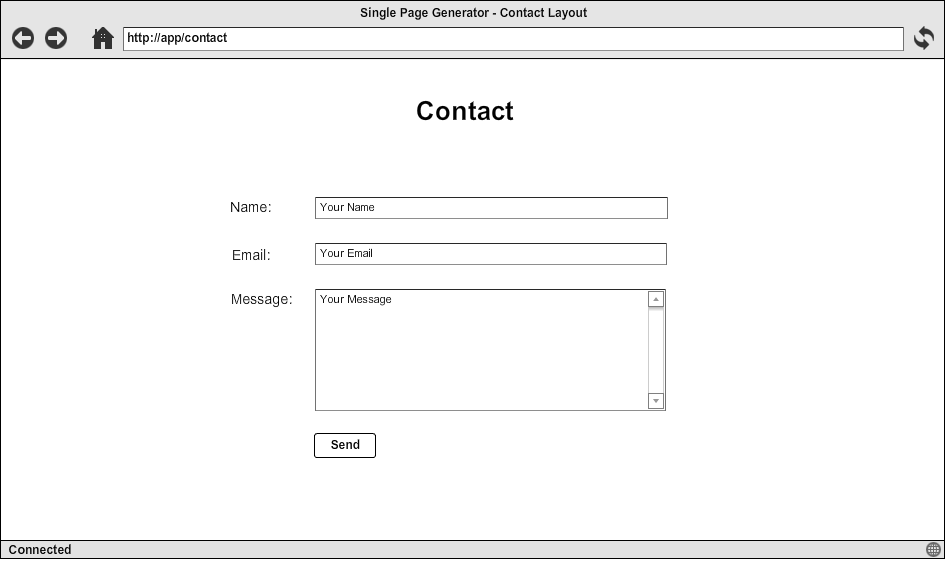 Single Page Generator - Contact Layout
http://app/contact
Contact
Name:
Your Name
Email:
Your Email
Message:
Your Message
Send
Connected